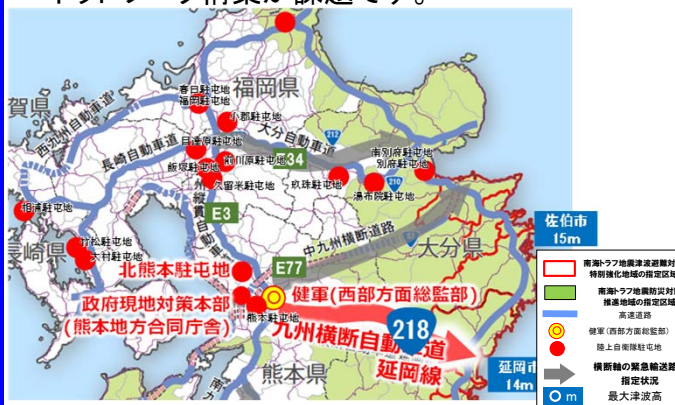 福岡県
春日駐屯地
福岡駐屯地
小郡駐屯地
賀県
西九州自動車道
長崎自動車道
目達原駐屯地
大分自動車道
212
34
前川原駐屯地
飯塚駐屯地
久留米駐屯地
玖珠駐屯地
210
南別府駐屯地
別府駐屯地
湯布院駐屯地
相浦駐屯地
竹松駐屯地
大村駐屯地
長崎県
E3
州縦貫自動車
中九州横断道路
大分県
佐伯市
15m
北熊本駐屯地
E77
健軍(西部方面総監部)
政府現地対策本部
(熊本地方合同庁舎)
熊本駐屯地
九州横断自動車道
延岡線
218
熊本県
延岡市
14m
南海トラフ地震津波避難対
特別強化地域の指定区域
南海トラフ地震防災対
推進地域の指定区域
高速道路
健軍(西部方面総監部)
陸上自衛隊駐屯地
横断軸の緊急輸送路
指定状況
m
最大津波高